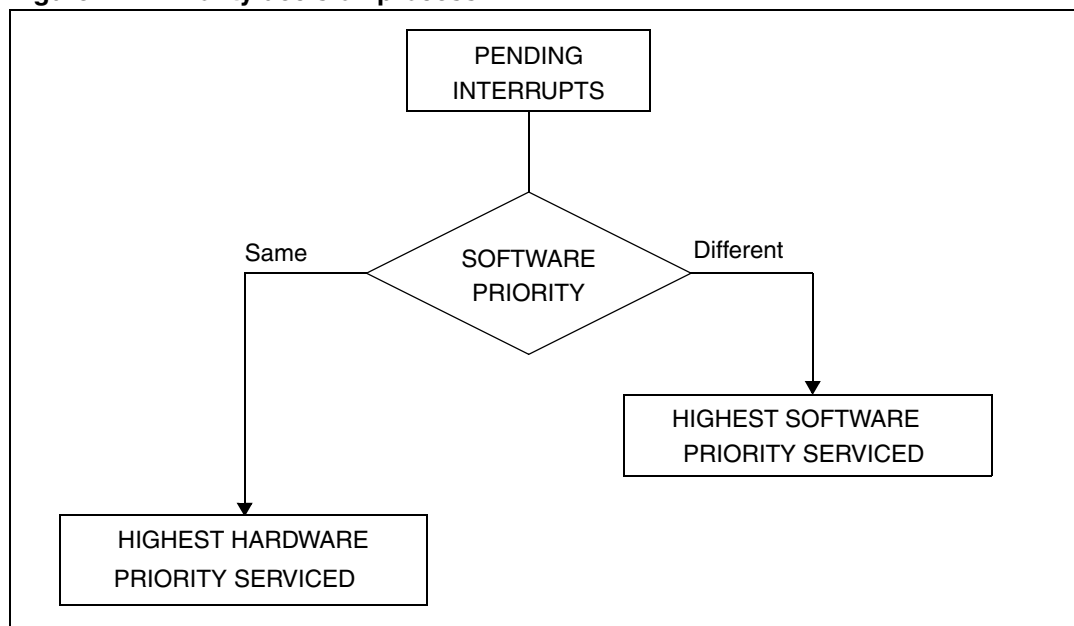 PENDING
INTERRUPTS
Same
SOFTWARE
PRIORITY
Different
HIGHEST SOFTWARE
PRIORITY SERVICED
HIGHEST HARDWARE
PRIORITY SERVICED